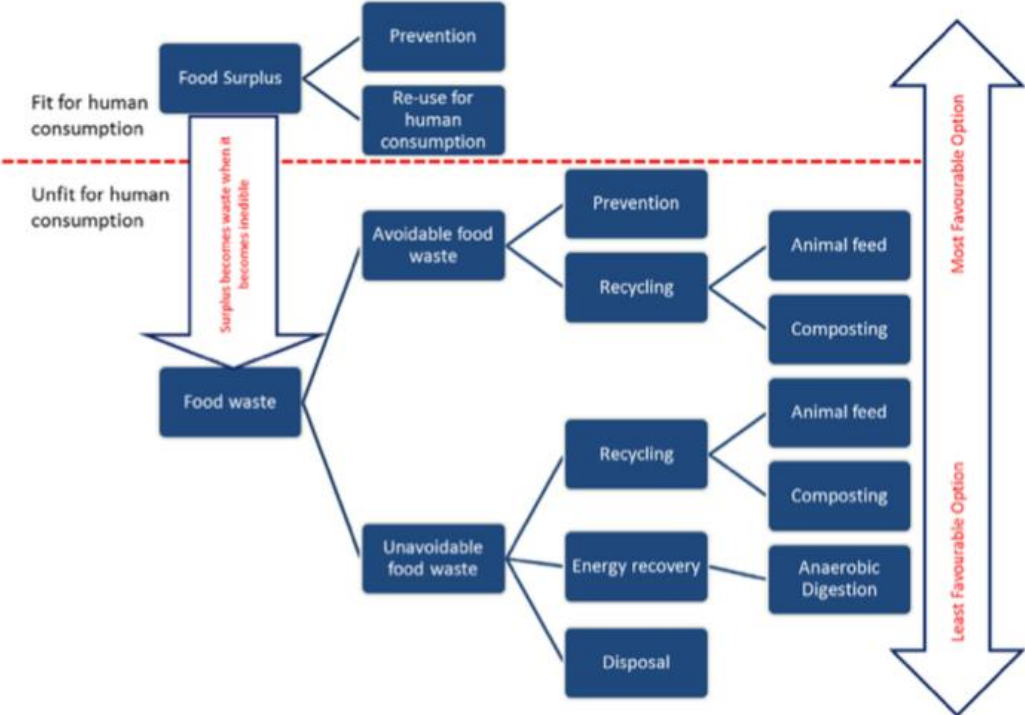 Prevention
Food Surplus
Re-use for
human
consumption
Fit for human
consumption
Surplus becomes waste when it
becomes inedible
Unfit for human
consumption
Most Favourable Option
Prevention
Avoidable food
waste
Recycling
Animal feed
Composting
Food waste
Animal feed
Recycling
Composting
Unavoidable
food waste
Energy recovery
Anaerobic
Digestion
Disposal
Least Favourable Option